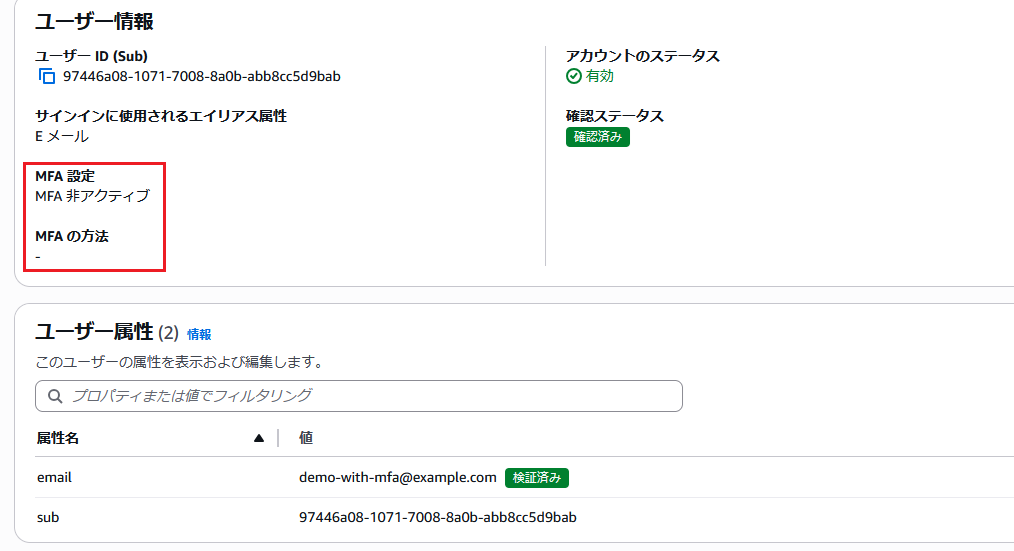 ユーザー情報
ユーザー ID (Sub)
97446a08-1071-7008-8a0b-abb8cc5d9bab
サインインに使用されるエイリアス属性
E メール
MFA 設定
MFA 非アクティブ
MFA の方法
-
アカウントのステータス
有効
確認ステータス
確認済み
ユーザー属性 (2) 情報
このユーザーの属性を表示および編集します。
プロパティまたは値でフィルタリング
属性名 値
email demo-with-mfa@example.com 検証済み
sub 97446a08-1071-7008-8a0b-abb8cc5d9bab